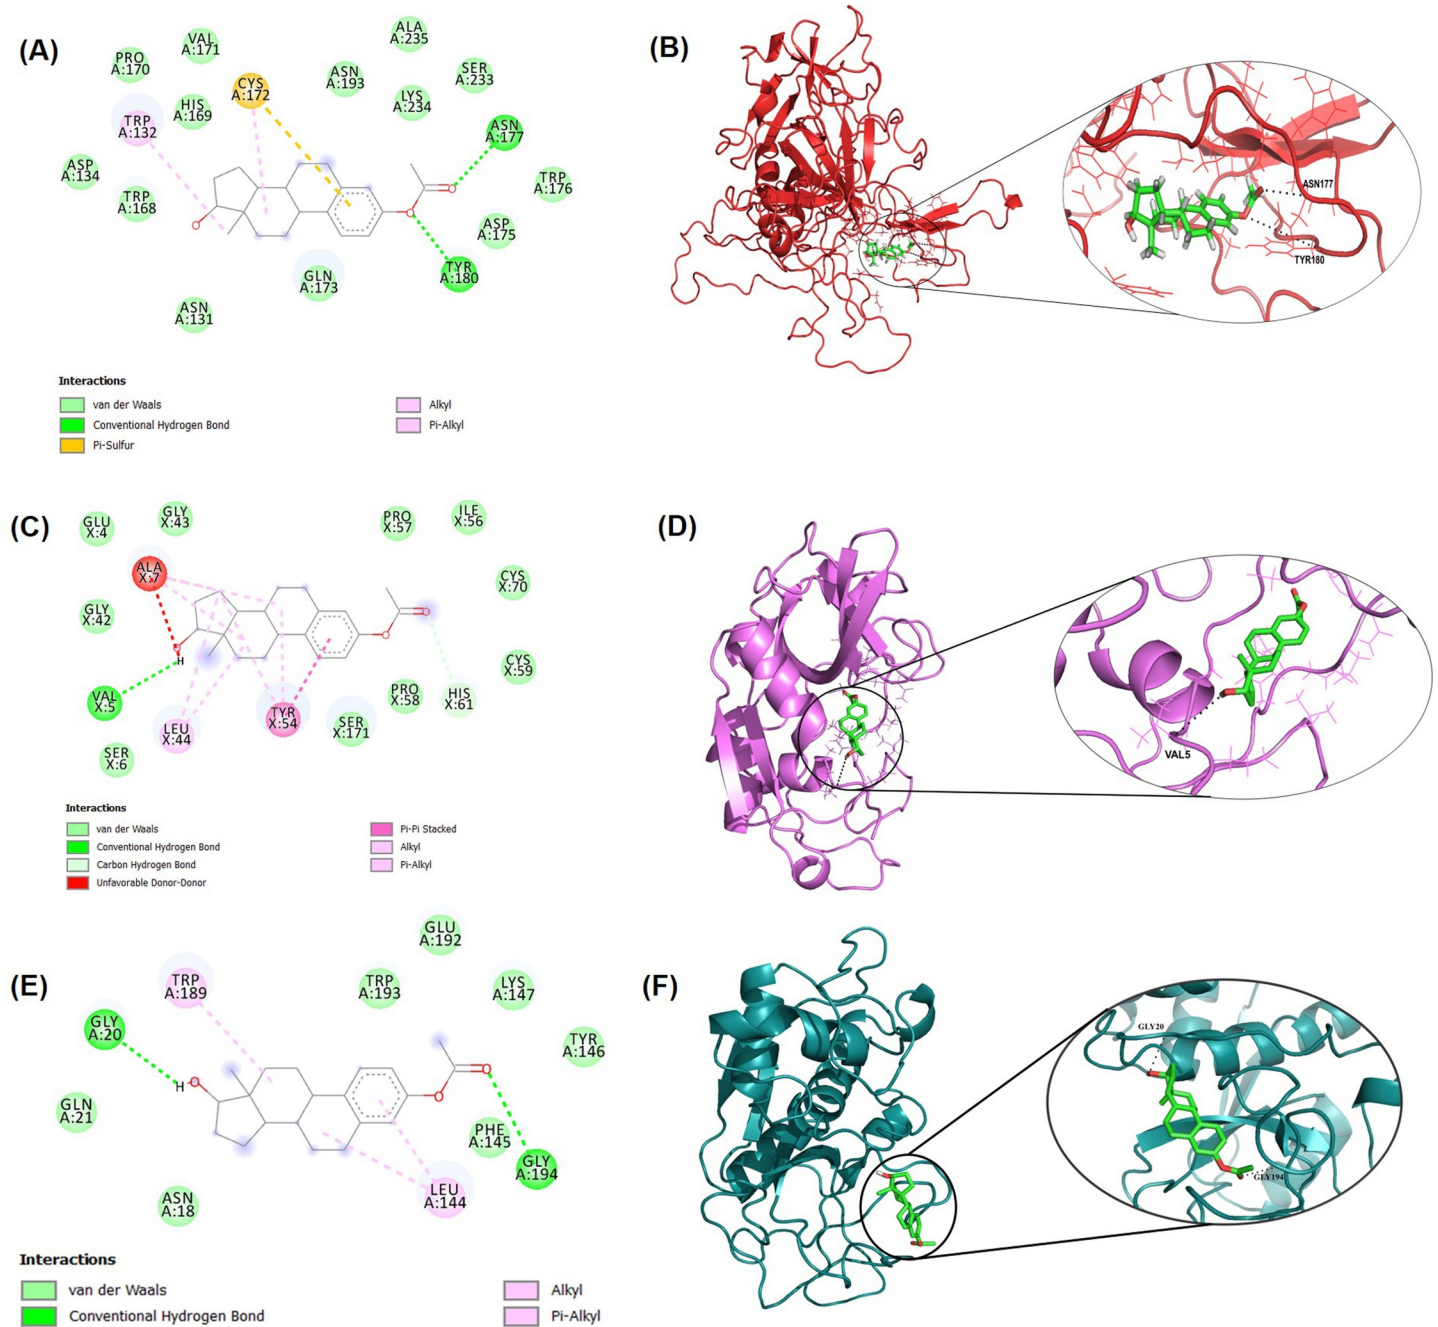 (A)
PRO
A:170
VAL
A:171
CYS
A:172
ASN
A:193
ALA
A:235
SER
A:233
HIS
A:169
LYS
A:234
TRP
A:132
ASN
A:177
ASP
A:134
TRP
A:168
TRP
A:176
O
O
O
ASP
A:175
GLN
A:173
TYR
A:180
ASN
A:131
Interactions
van der Waals
Conventional Hydrogen Bond
Pi-Sulfur
Alkyl
Pi-Alkyl
(B)
ASN177
TYR180
(C)
GLU
X:4
GLY
X:43
PRO
X:57
ILE
X:56
ALA
X:7
CYS
X:70
GLY
X:42
O
O
O
H
CYS
X:59
VAL
X:5
LEU
X:44
TYR
X:54
SER
X:171
PRO
X:58
HIS
X:61
SER
X:6
Interactions
van der Waals
Conventional Hydrogen Bond
Carbon Hydrogen Bond
Unfavorable Donor-Donor
Pi-Pi Stacked
Alkyl
Pi-Alkyl
(D)
VAL5
(E)
GLU
A:192
TRP
A:189
TRP
A:193
LYS
A:147
GLY
A:20
TYR
A:146
H O
O
O
GLN
A:21
PHE
A:145
GLY
A:194
ASN
A:18
LEU
A:144
Interactions
van der Waals
Conventional Hydrogen Bond
Alkyl
Pi-Alkyl
(F)
GLY20
GLY194